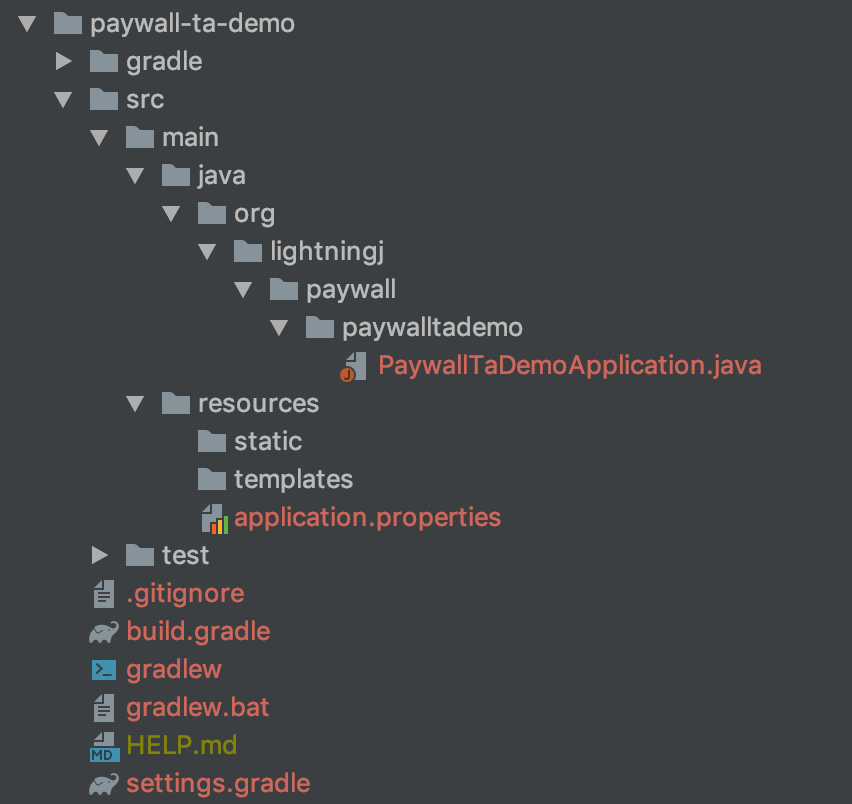 paywall-ta-demo
gradle
src
main
java
org
lightningj
paywall
paywalltademo
PaywallTaDemoApplication.java
resources
static
templates
application.properties
test
.gitignore
build.gradle
gradlew
gradlew.bat
MD HELP.md
settings.gradle